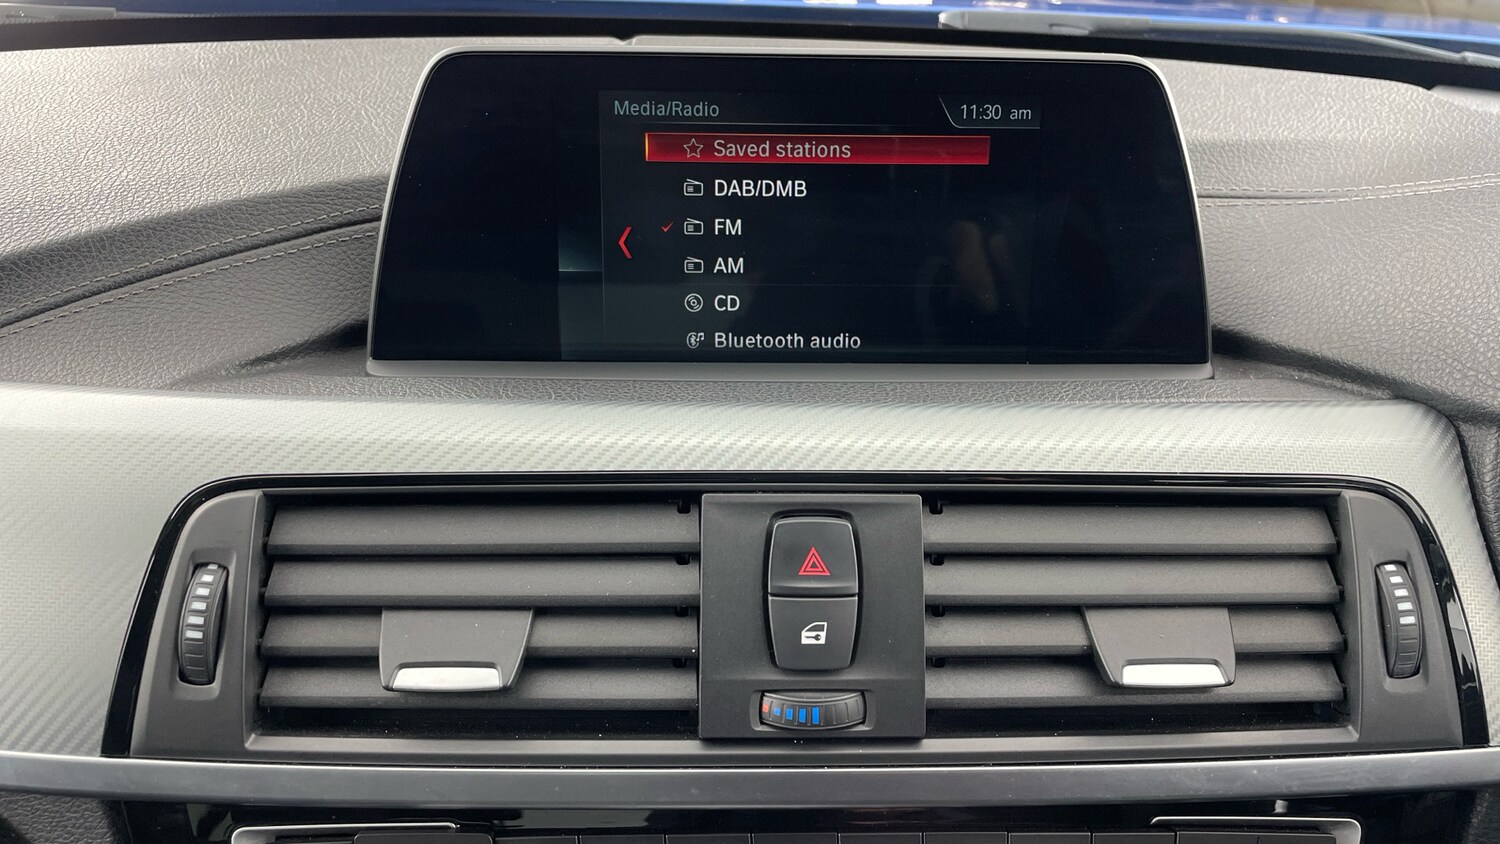 Media/Radio
11:30 am
Saved stations
DAB/DMB
FM
AM
CD
Bluetooth audio